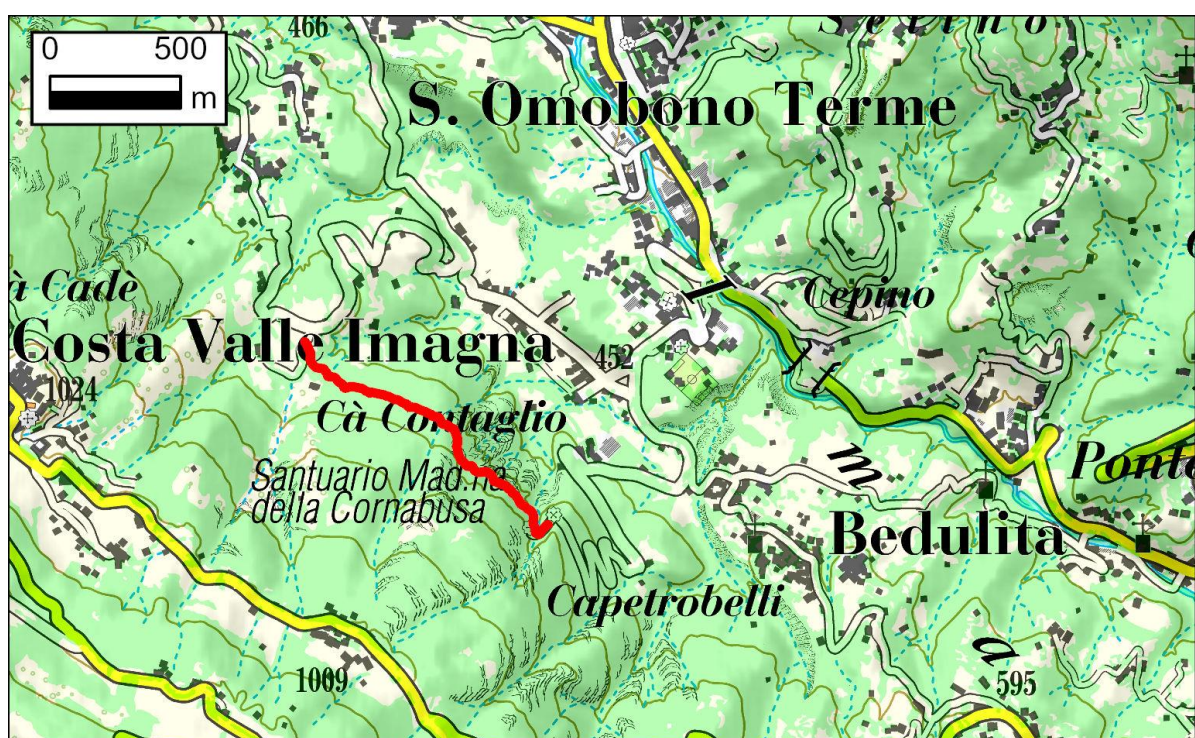 466
Selino
0 500
m
S. Omobono Terme
à Cadè
Cepino
Costa Valle Imagna
452
1024
Cà Contaglio
Santuario Mad.na
della Cornabusa
I
m
a
Ponte
Bedulita
Capetrobelli
1009
595